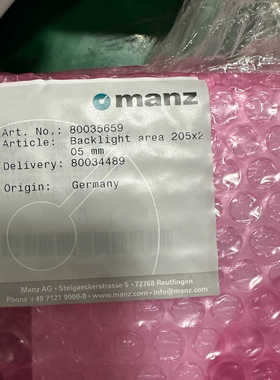 manz
Art. No.: 80035659
Article: Backlight area 205x2
05 mm
Delivery: 80034489
Origin: Germany
Manz AG · Steigaeckerstrasse 5 · 72768 Reutlingen
Phone +49 7121 9000-0 · www.manz.com · info@manz.com